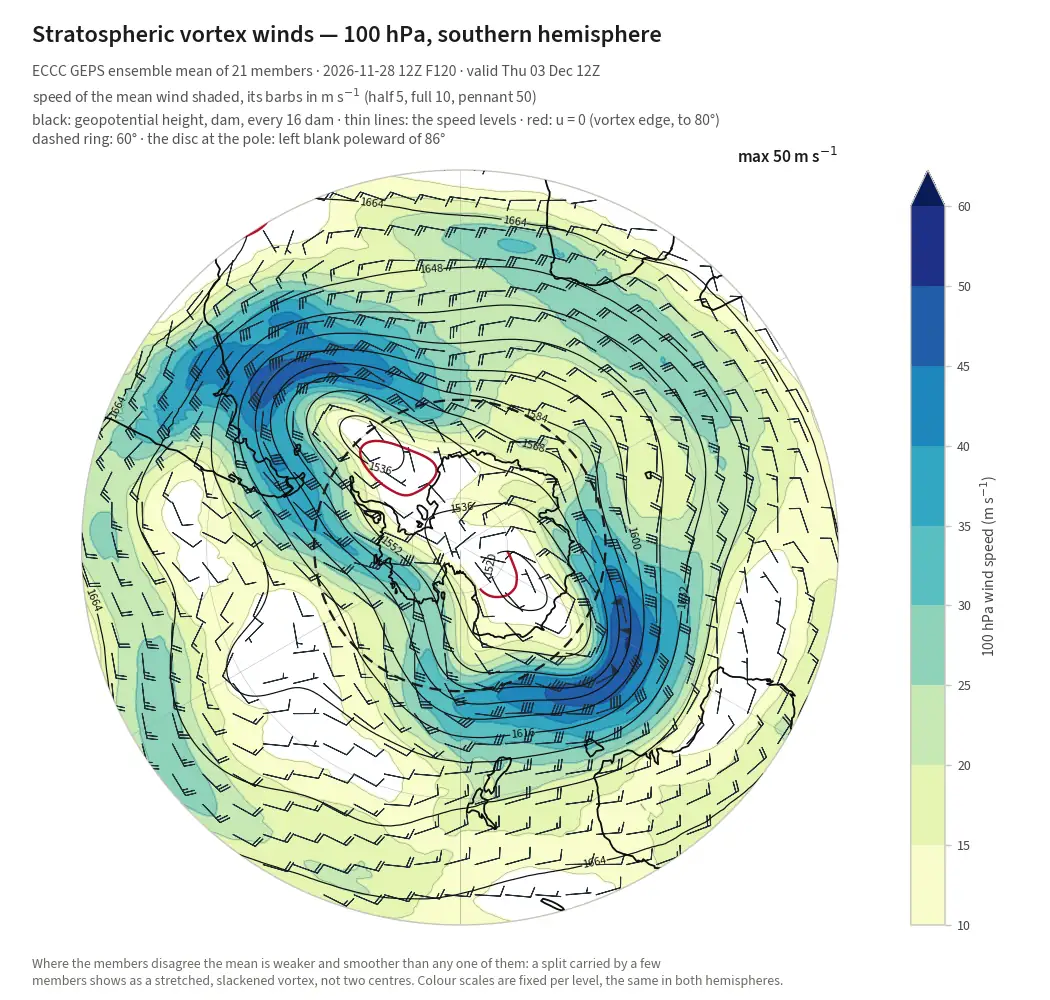 Stratospheric vortex winds — 100 hPa, southern hemisphere
ECCC GEPS ensemble mean of 21 members · 2026-11-28 12Z F120 · valid Thu 03 Dec 12Z
speed of the mean wind shaded, its barbs in m s⁻¹ (half 5, full 10, pennant 50)
black: geopotential height, dam, every 16 dam · thin lines: the speed levels · red: u = 0 (vortex edge, to 80°)
dashed ring: 60° · the disc at the pole: left blank poleward of 86°
max 50 m s⁻¹
1664
1664
1648
1664
1584
1568
1536
1536
1552
1520
1600
1664
1616
1664
60
50
45
40
35
30
25
20
15
10
100 hPa wind speed (m s⁻¹)
Where the members disagree the mean is weaker and smoother than any one of them: a split carried by a few
members shows as a stretched, slackened vortex, not two centres. Colour scales are fixed per level, the same in both hemispheres.